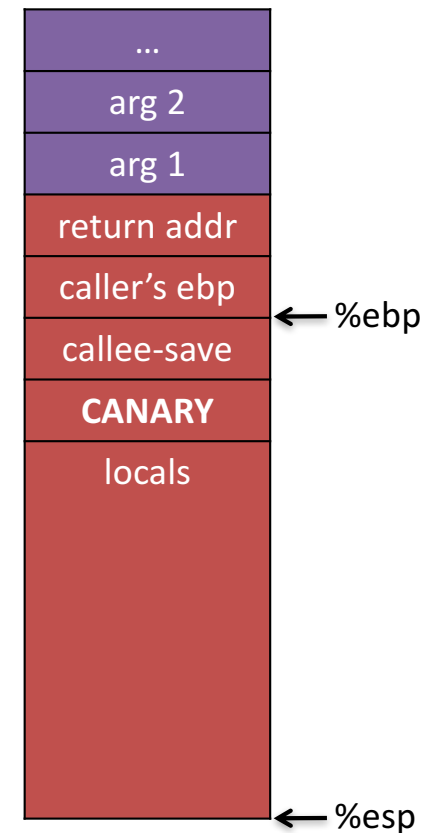 ...
arg 2
arg 1
return addr
caller's ebp
%ebp
callee-save
CANARY
locals
%esp